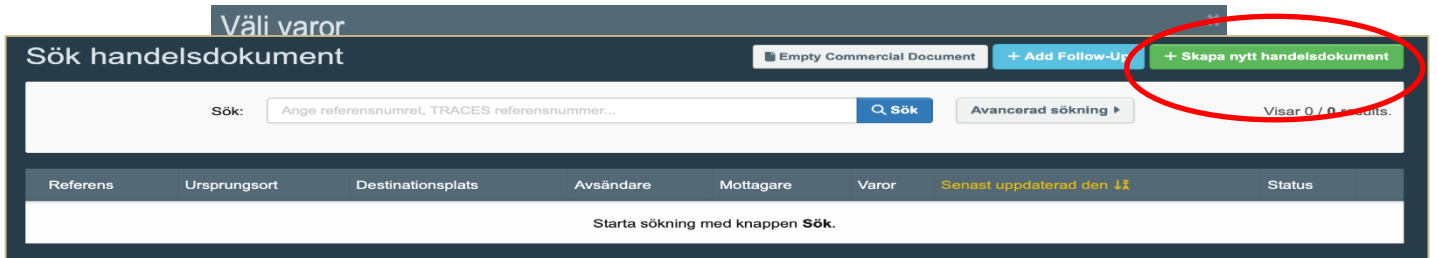 Välj varor
Sök handelsdokument
Empty Commercial Document
+ Add Follow-Up
+ Skapa nytt handelsdokument
Sök:
Ange referensnumret, TRACES referensnummer...
Sök
Avancerad sökning
Visar 0 / 0 results.
Referens Ursprungsort Destinationsplats Avsändare Mottagare Varor Senast uppdaterad den Status
Starta sökning med knappen Sök.